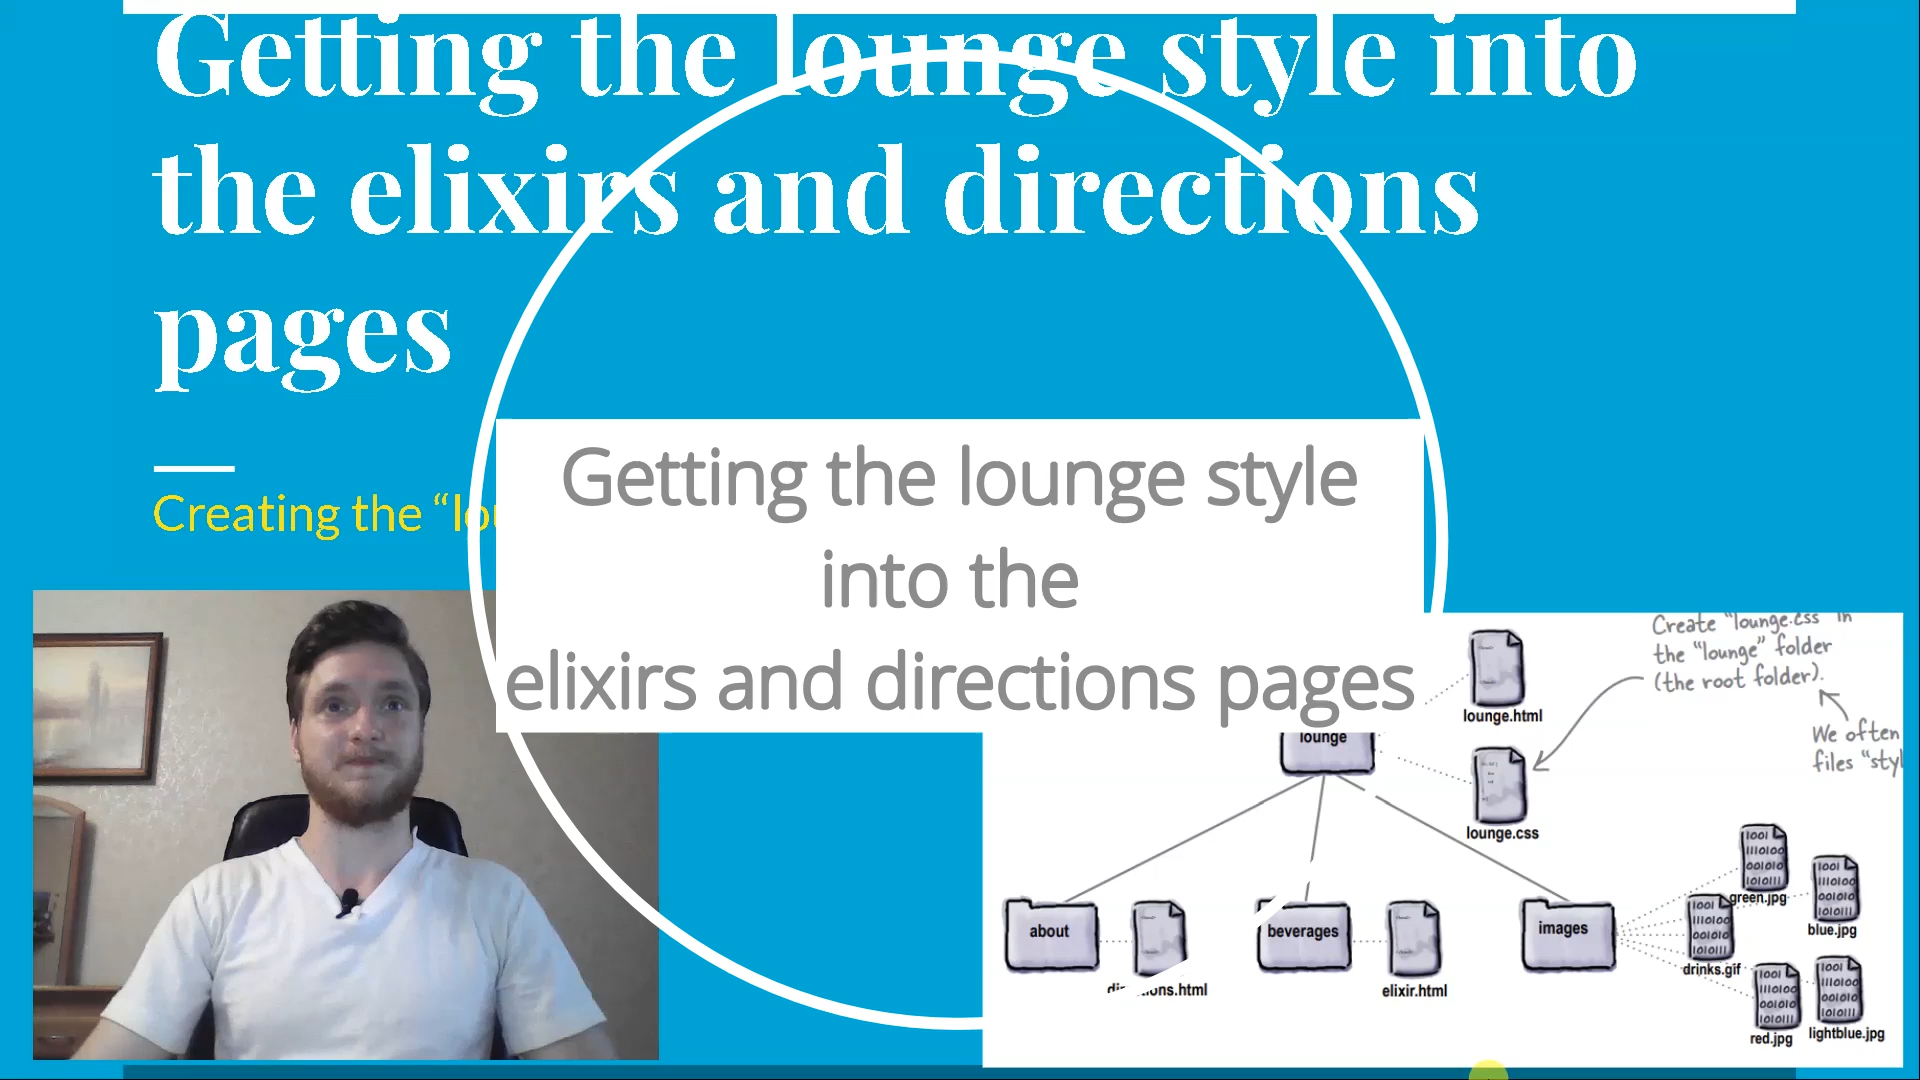 Getting the lounge style into
the elixirs and directions
pages
Creating the
Getting the lounge style
into the
elixirs and directions pages
Create "lounge.css" in
the "lounge" folder
(the root folder).
We often
files
lounge.html
lounge
lounge.css
about
beverages
elixir.html
images
green.jpg
blue.jpg
drinks.gif
red.jpg
lightblue.jpg